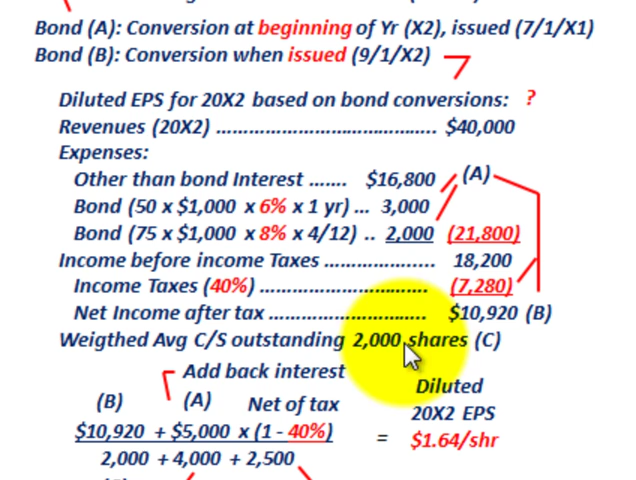 Bond (A): Conversion at beginning of Yr (X2), issued (7/1/X1)
Bond (B): Conversion when issued (9/1/X2)
Diluted EPS for 20X2 based on bond conversions: ?
Revenues (20X2) ........................................ $40,000
Expenses:
Other than bond Interest ....... $16,800 (A)
Bond (50 x $1,000 x 6% x 1 yr) ... 3,000
Bond (75 x $1,000 x 8% x 4/12) .. 2,000 (21,800)
Income before income Taxes ..................... 18,200
Income Taxes (40%) .............................. (7,280)
Net Income after tax ............................. $10,920 (B)
Weigthed Avg C/S outstanding 2,000 shares (C)
Add back interest
(B) (A) Net of tax
Diluted
20X2 EPS
$10,920 + $5,000 x (1 - 40%) = $1.64/shr
2,000 + 4,000 + 2,500